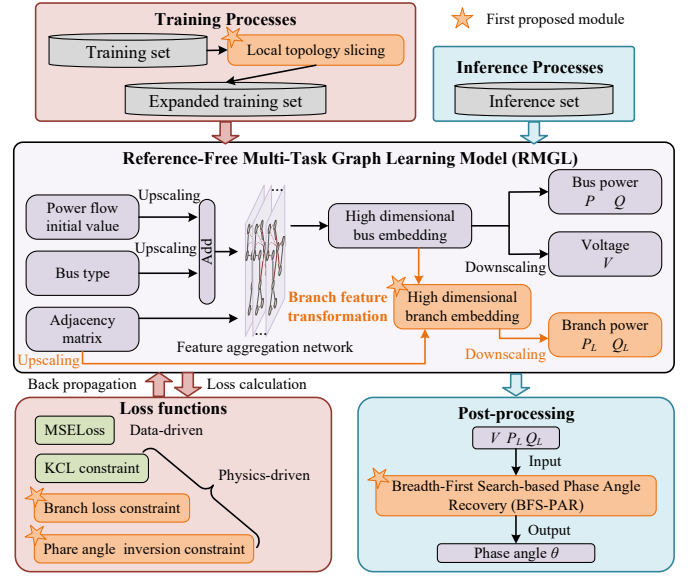 Training Processes
First proposed module
Training set
Local topology slicing
Expanded training set
Inference Processes
Inference set
Reference-Free Multi-Task Graph Learning Model (RMGL)
Power flow
initial value
Upscaling
Bus type
Upscaling
Add
Adjacency
matrix
Upscaling
...
...
Feature aggregation network
High dimensional
bus embedding
Branch feature
transformation
High dimensional
branch embedding
Bus power
P Q
Voltage
V
Downscaling
Branch power
P_L Q_L
Downscaling
Back propagation
Loss calculation
Loss functions
MSELoss
Data-driven
KCL constraint
Physics-driven
Branch loss constraint
Phare angle inversion constraint
Post-processing
V P_L Q_L
Input
Breadth-First Search-based Phase Angle
Recovery (BFS-PAR)
Output
Phase angle θ